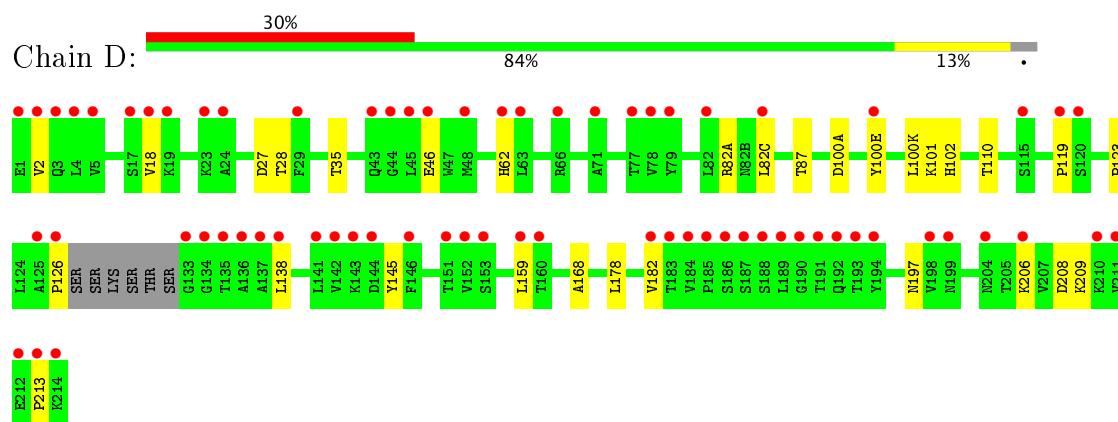 30%
Chain D:
84% 13% •
E1 V2 Q3 L4 V5 S17 V18 K19 K23 A24 D27 T28 F29 T35 Q43 G44 L45 E46 W47 M48 H62 L63 R66 A71 T77 V78 Y79 L82 R82A N82B L82C T87 D100A Y100E L100K K101 H102 T110 S115 P119 S120
L124 A125 P126 SER SER LYS SER THR SER G133 G134 T135 A136 A137 L138 L141 V142 K143 D144 Y145 F146 T151 V152 S153 L159 T160 A168 L178 V182 T183 V184 P185 S186 S187 S188 L189 G190 T191 Q192 T193 Y194 N197 V198 N199 N204 T205 K206 V207 D208 K209 K210
E212 P213 K214